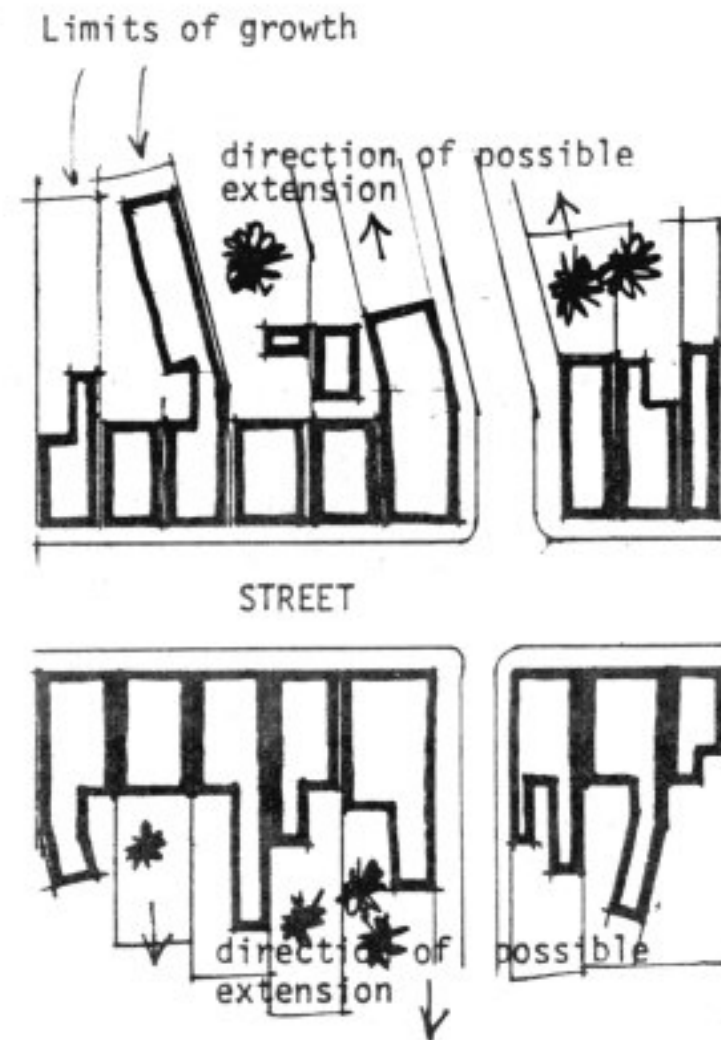 Limits of growth
direction of possible
extension
STREET
direction of possible
extension